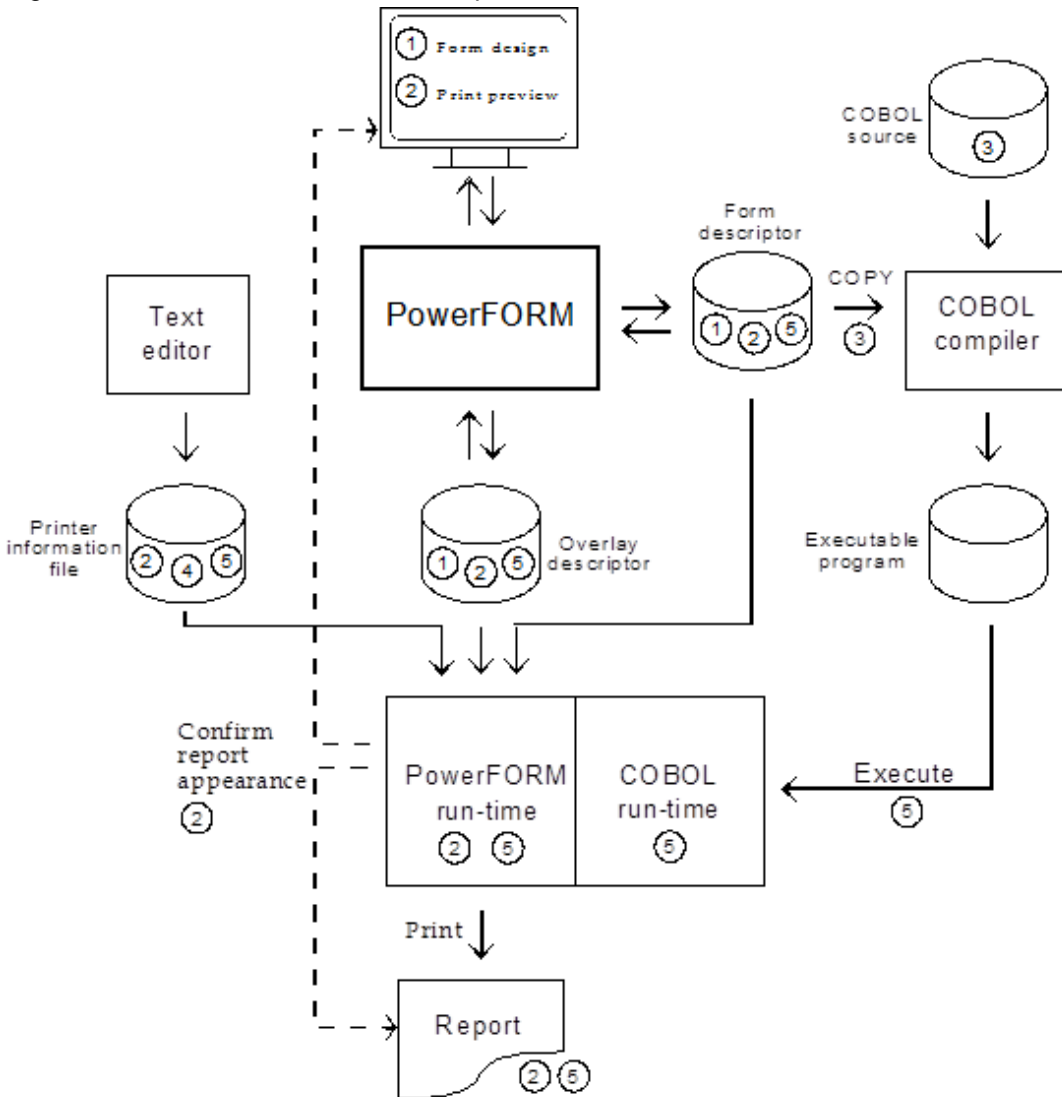 ① Form design
② Print preview
COBOL
source
③
Form
descriptor
Text
editor
PowerFORM
① ② ⑤
COPY
③
COBOL
compiler
Printer
information
file
② ④ ⑤
① ② ⑤
Overlay
descriptor
Executable
program
Confirm
report
appearance
②
PowerFORM
run-time
② ⑤
COBOL
run-time
⑤
Execute
⑤
Print
Report
② ⑤